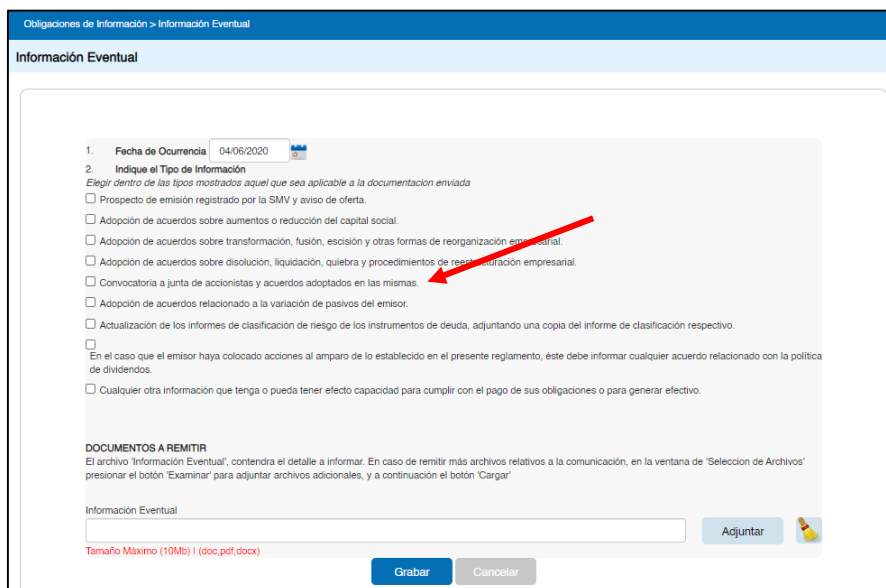 Obligaciones de Información > Información Eventual
Información Eventual
1. Fecha de Ocurrencia 04/06/2020
2. Indique el Tipo de Información
Elegir dentro de las tipos mostrados aquel que sea aplicable a la documentacion enviada
Prospecto de emisión registrado por la SMV y aviso de oferta.
Adopción de acuerdos sobre aumentos o reducción del capital social.
Adopción de acuerdos sobre transformación, fusión, escisión y otras formas de reorganización empresarial.
Adopción de acuerdos sobre disolución, liquidación, quiebra y procedimientos de reestructuración empresarial.
Convocatoria a junta de accionistas y acuerdos adoptados en las mismas.
Adopción de acuerdos relacionado a la variación de pasivos del emisor.
Actualización de los informes de clasificación de riesgo de los instrumentos de deuda, adjuntando una copia del informe de clasificación respectivo.
En el caso que el emisor haya colocado acciones al amparo de lo establecido en el presente reglamento, éste debe informar cualquier acuerdo relacionado con la política
de dividendos.
Cualquier otra información que tenga o pueda tener efecto capacidad para cumplir con el pago de sus obligaciones o para generar efectivo.
DOCUMENTOS A REMITIR
El archivo 'Información Eventual', contendra el detalle a informar. En caso de remitir más archivos relativos a la comunicación, en la ventana de 'Seleccion de Archivos'
presionar el botón 'Examinar' para adjuntar archivos adicionales, y a continuación el botón 'Cargar'
Información Eventual
Adjuntar
Tamaño Máximo (10Mb) | (doc,pdf,docx)
Grabar Cancelar